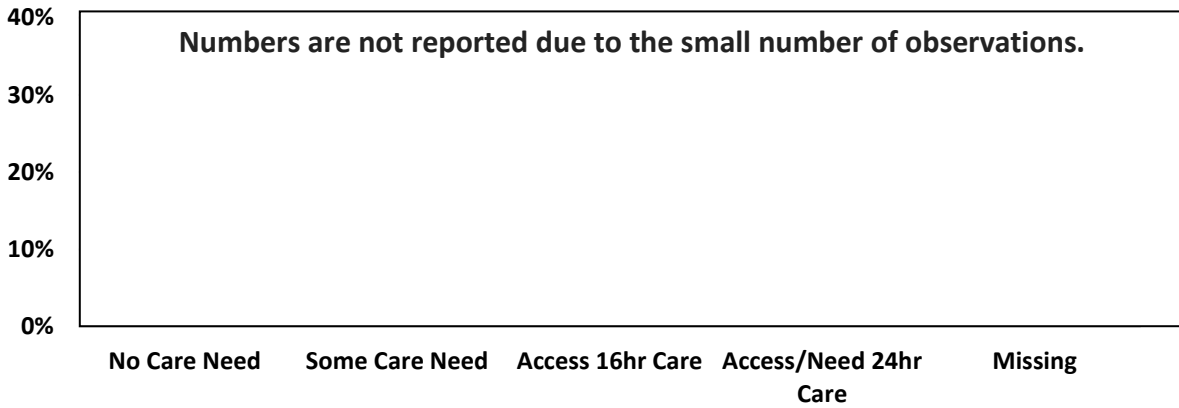 40%
Numbers are not reported due to the small number of observations.
30%
20%
10%
0%
No Care Need
Some Care Need
Access 16hr Care
Access/Need 24hr
Care
Missing